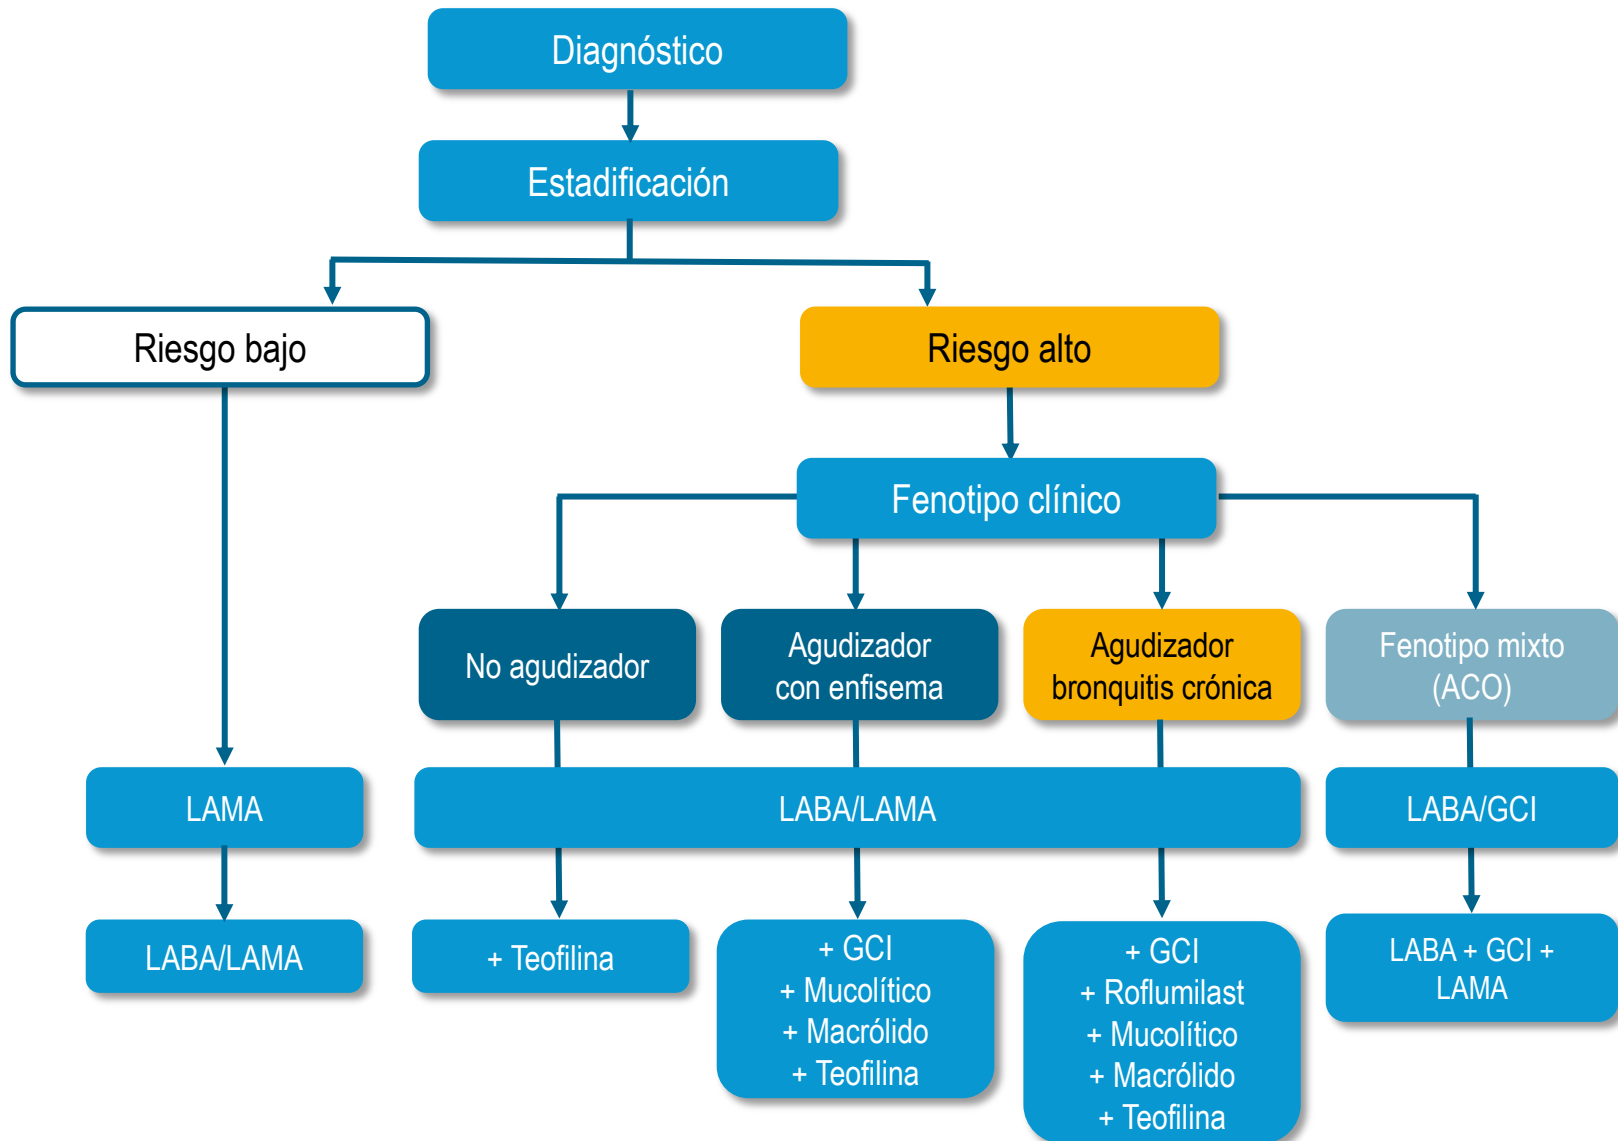 Diagnóstico
Estadificación
Riesgo bajo
Riesgo alto
Fenotipo clínico
No agudizador
Agudizador
con enfisema
Agudizador
bronquitis crónica
Fenotipo mixto
(ACO)
LAMA
LABA/LAMA
LABA/GCI
LABA/LAMA
+ Teofilina
+ GCI
+ Mucolítico
+ Macrólido
+ Teofilina
+ GCI
+ Roflumilast
+ Mucolítico
+ Macrólido
+ Teofilina
LABA + GCI +
LAMA